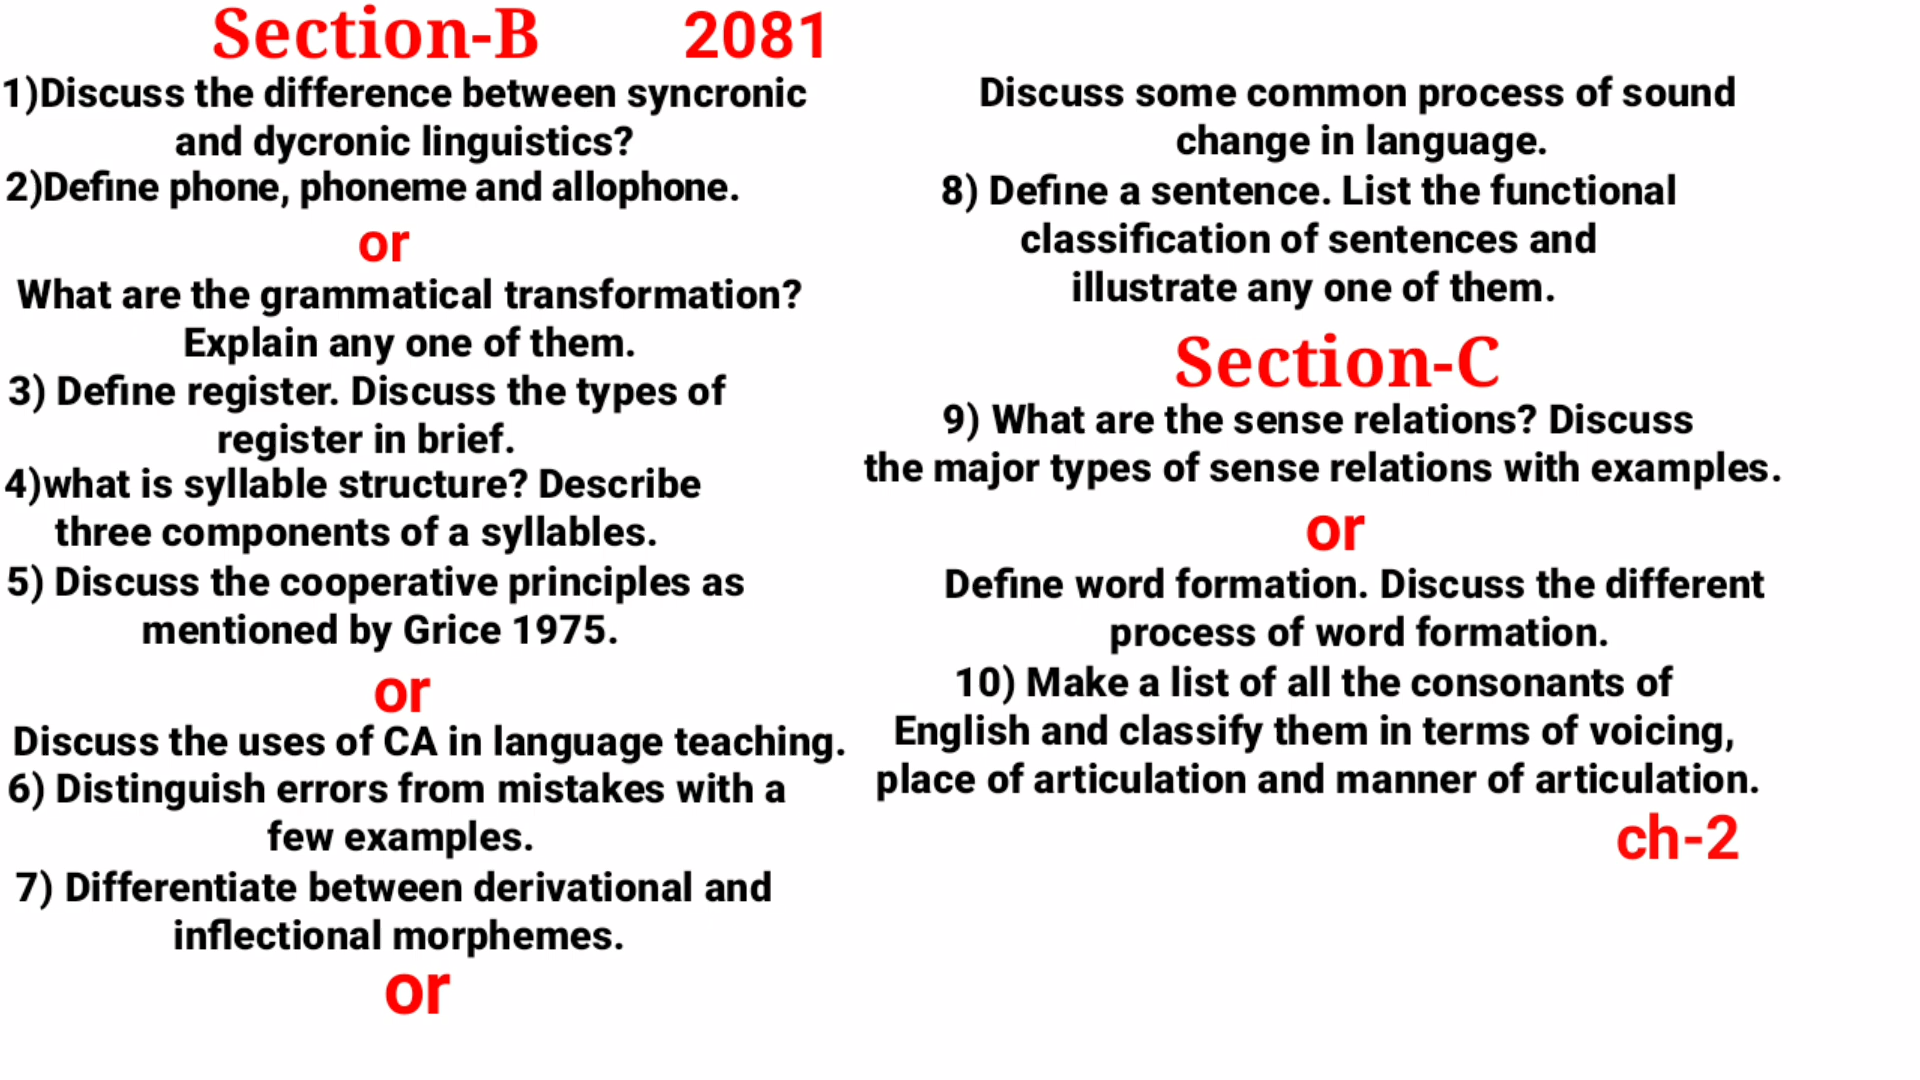 Section-B 2081
1)Discuss the difference between syncronic
and dycronic linguistics?
2)Define phone, phoneme and allophone.
or
What are the grammatical transformation?
Explain any one of them.
3) Define register. Discuss the types of
register in brief.
4)what is syllable structure? Describe
three components of a syllables.
5) Discuss the cooperative principles as
mentioned by Grice 1975.
or
Discuss the uses of CA in language teaching.
6) Distinguish errors from mistakes with a
few examples.
7) Differentiate between derivational and
inflectional morphemes.
or
Discuss some common process of sound
change in language.
8) Define a sentence. List the functional
classification of sentences and
illustrate any one of them.
Section-C
9) What are the sense relations? Discuss
the major types of sense relations with examples.
or
Define word formation. Discuss the different
process of word formation.
10) Make a list of all the consonants of
English and classify them in terms of voicing,
place of articulation and manner of articulation.
ch-2